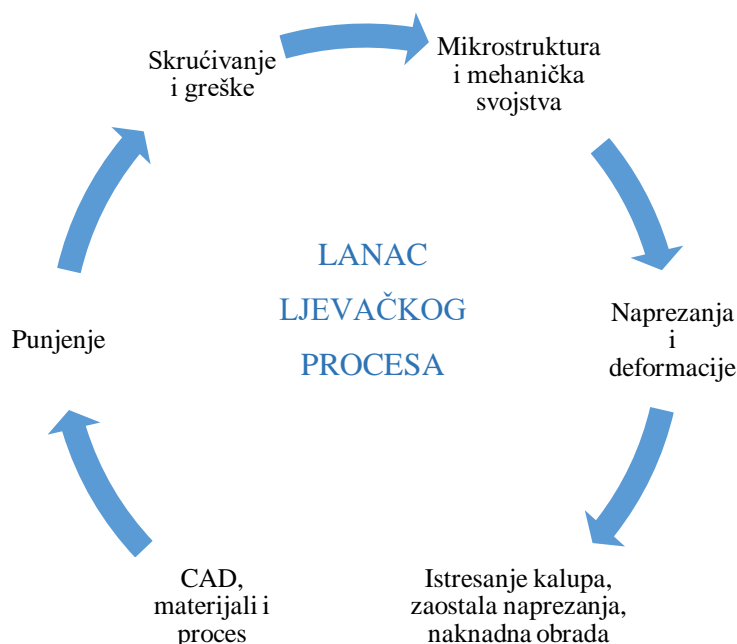 Skrućivanje
i greške
Mikrostruktura
i mehanička
svojstva
LANAC
LJEVAČKOG
PROCESA
Punjenje
Naprezanja
i
deformacije
CAD,
materijali i
proces
Istresanje kalupa,
zaostala naprezanja,
naknadna obrada